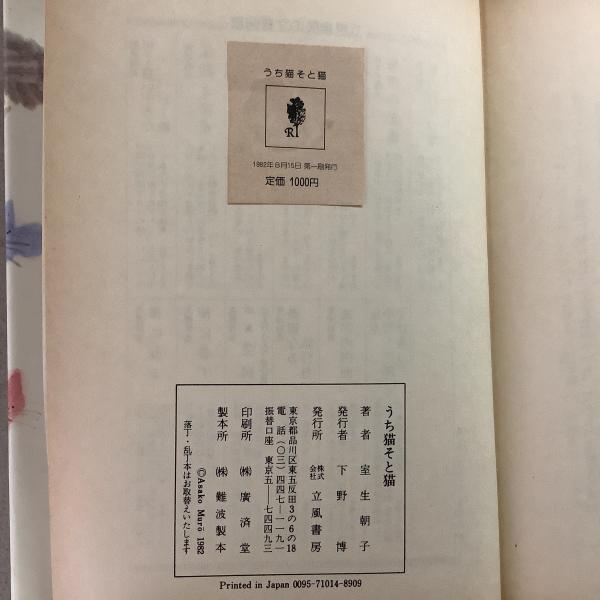 うち猫そと猫
RT
1982年8月15日 第一刷発行
定価 1000円
うち猫そと猫
著者 室生朝子
発行者 下野博
発行所 株式会社 立風書房
東京都品川区東五反田3の6の18
電話(〇三)四四七―一一九一
振替口座 東京五―七四四九三
印刷所 ㈱廣済堂
製本所 ㈱難波製本
落丁・乱丁本はお取替えいたします
©Asako Murō 1982
Printed in Japan 0095-71014-8909